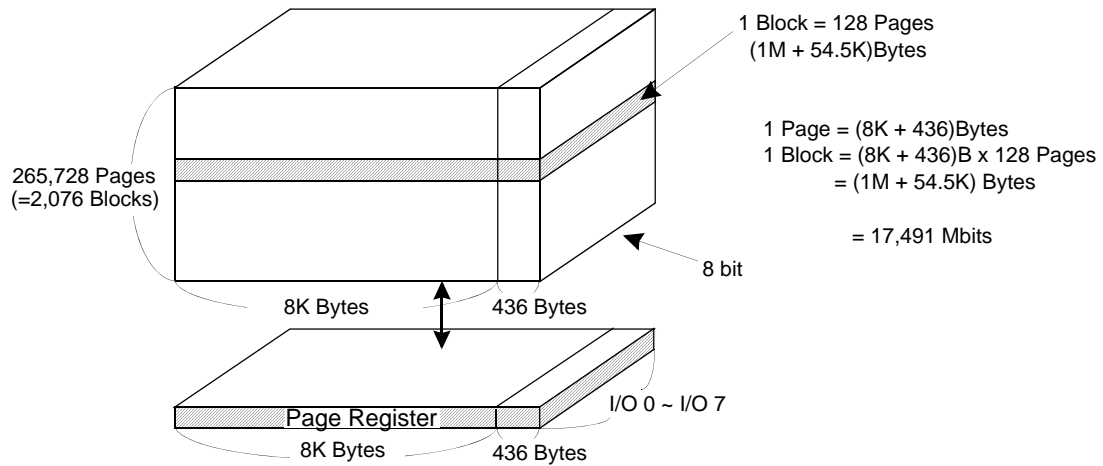 1 Block = 128 Pages
(1M + 54.5K)Bytes
1 Page = (8K + 436)Bytes
1 Block = (8K + 436)B x 128 Pages
= (1M + 54.5K) Bytes
= 17,491 Mbits
265,728 Pages
(=2,076 Blocks)
8 bit
8K Bytes
436 Bytes
I/O 0 ~ I/O 7
Page Register
8K Bytes
436 Bytes